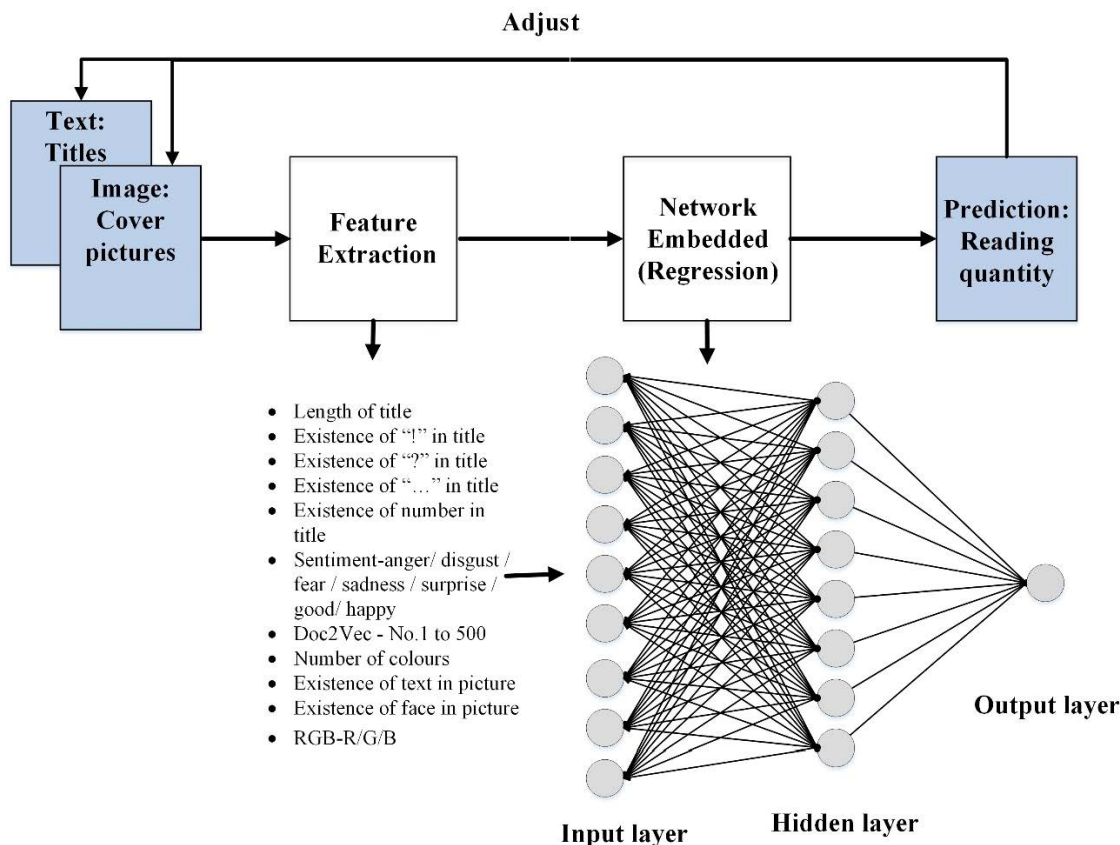 Adjust
Text:
Titles
Image:
Cover
pictures
Feature
Extraction
Network
Embedded
(Regression)
Prediction:
Reading
quantity
• Length of title
• Existence of “!” in title
• Existence of “?” in title
• Existence of “…” in title
• Existence of number in
title
• Sentiment-anger/ disgust /
fear / sadness / surprise /
good/ happy
• Doc2Vec - No.1 to 500
• Number of colours
• Existence of text in picture
• Existence of face in picture
• RGB-R/G/B
Input layer
Hidden layer
Output layer